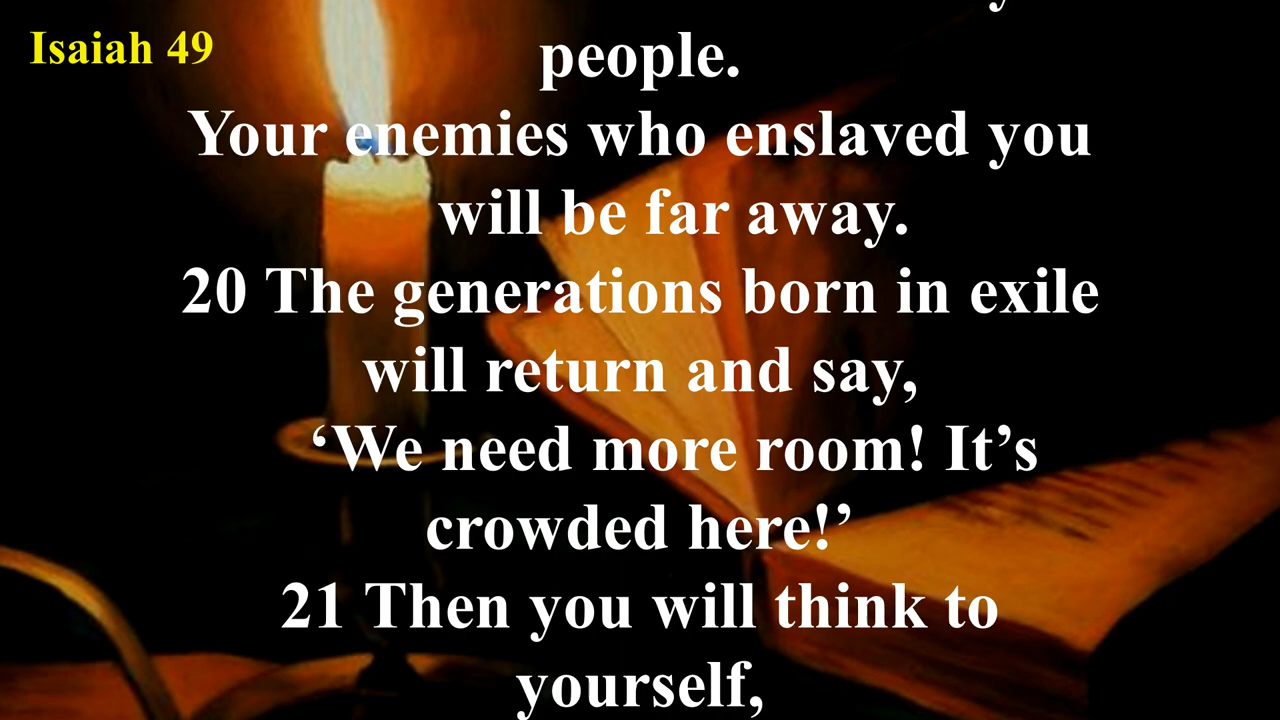 Isaiah 49
people.
Your enemies who enslaved you
will be far away.
20 The generations born in exile
will return and say,
‘We need more room! It’s
crowded here!’
21 Then you will think to
yourself,